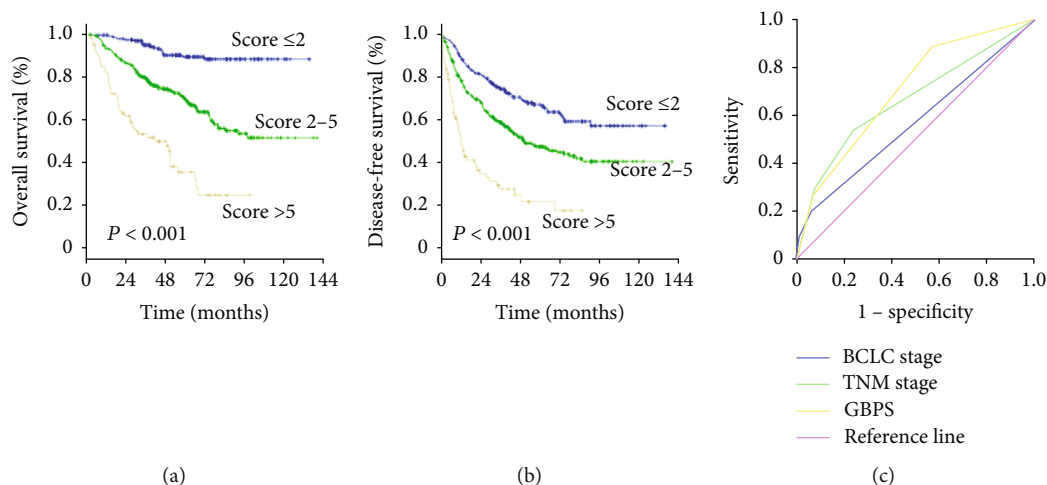 Overall survival (%)
1.0
0.8
0.6
0.4
0.2
0
Score ≤2
Score 2–5
Score >5
P < 0.001
0 24 48 72 96 120 144
Time (months)
(a)
Disease-free survival (%)
1.0
0.8
0.6
0.4
0.2
0
Score ≤2
Score 2–5
Score >5
P < 0.001
0 24 48 72 96 120 144
Time (months)
(b)
Sensitivity
1.0
0.8
0.6
0.4
0.2
0
0 0.2 0.4 0.6 0.8 1.0
1 – specificity
BCLC stage
TNM stage
GBPS
Reference line
(c)